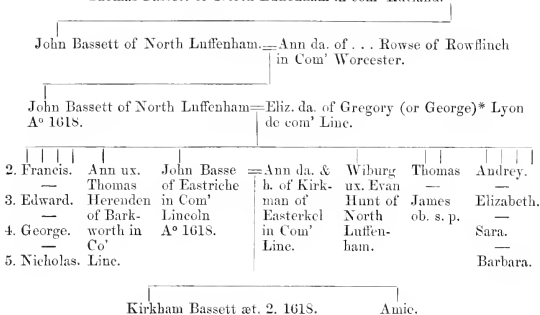 John Bassett of North Luffenham.=Ann da. of . . . Rowse of Rowflinch
in Com' Worcester.
John Bassett of North Luffenham=Eliz. da. of Gregory (or George)* Lyon
Aº 1618. de com' Linc.
2. Francis. Ann ux. John Basse =Ann da. & Wiburg Thomas Audrey.
— Thomas of Eastriche h. of Kirk- ux. Evan — —
3. Edward. Herenden in Com' man of Hunt of James Elizabeth.
— of Bark- Lincoln Easterkel North ob. s. p. —
4. George. worth in Aº 1618. in Com' Luffen- Sara.
— Co' Linc. ham. —
5. Nicholas. Linc. Barbara.
Kirkham Bassett æt. 2. 1618. Amie.